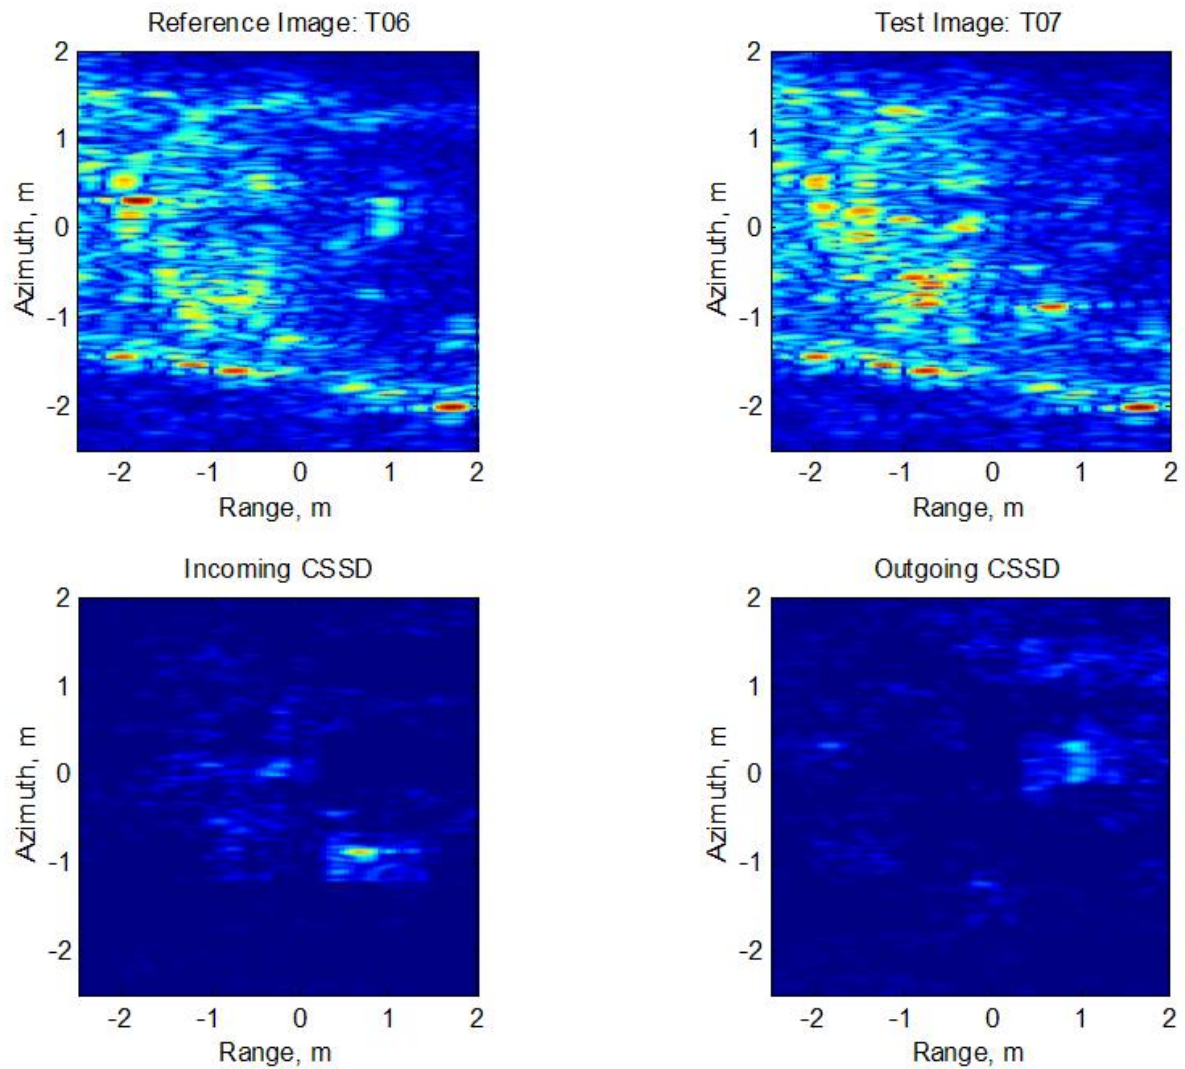 Reference Image: T06
2
1
0
-1
-2
Azimuth, m
-2 -1 0 1 2
Range, m
Test Image: T07
2
1
0
-1
-2
Azimuth, m
-2 -1 0 1 2
Range, m
Incoming CSSD
2
1
0
-1
-2
Azimuth, m
-2 -1 0 1 2
Range, m
Outgoing CSSD
2
1
0
-1
-2
Azimuth, m
-2 -1 0 1 2
Range, m